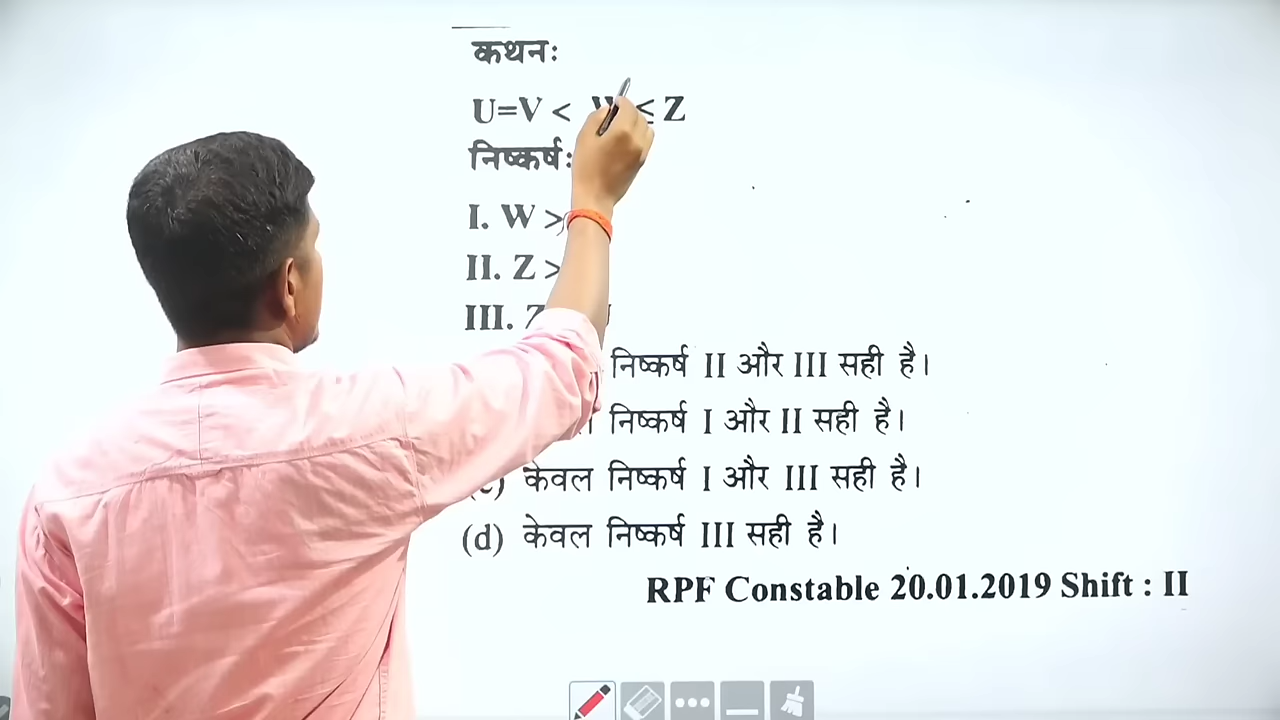 कथनः
U=V < W ≤ Z
निष्कर्षः
I. W >
II. Z >
III. Z
निष्कर्ष II और III सही है।
निष्कर्ष I और II सही है।
(c) केवल निष्कर्ष I और III सही है।
(d) केवल निष्कर्ष III सही है।
RPF Constable 20.01.2019 Shift : II